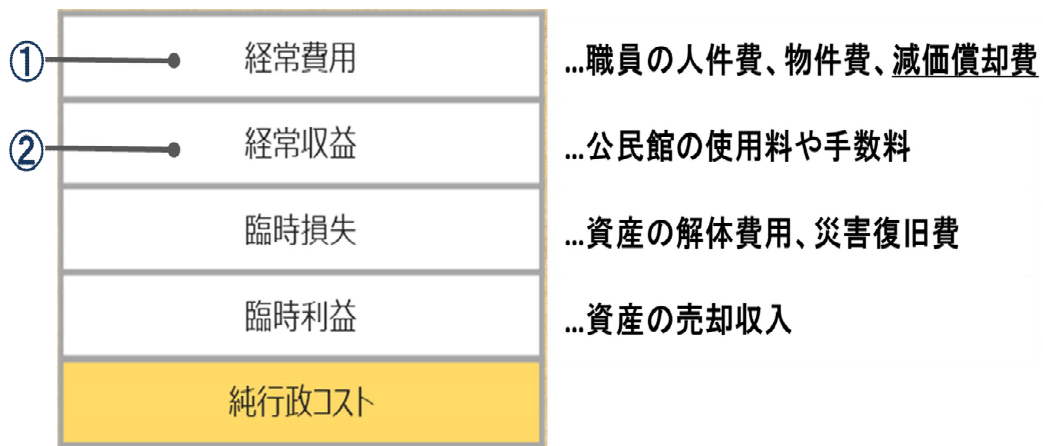 ① 経常費用 …職員の人件費、物件費、減価償却費
② 経常収益 …公民館の使用料や手数料
臨時損失 …資産の解体費用、災害復旧費
臨時利益 …資産の売却収入
純行政コスト